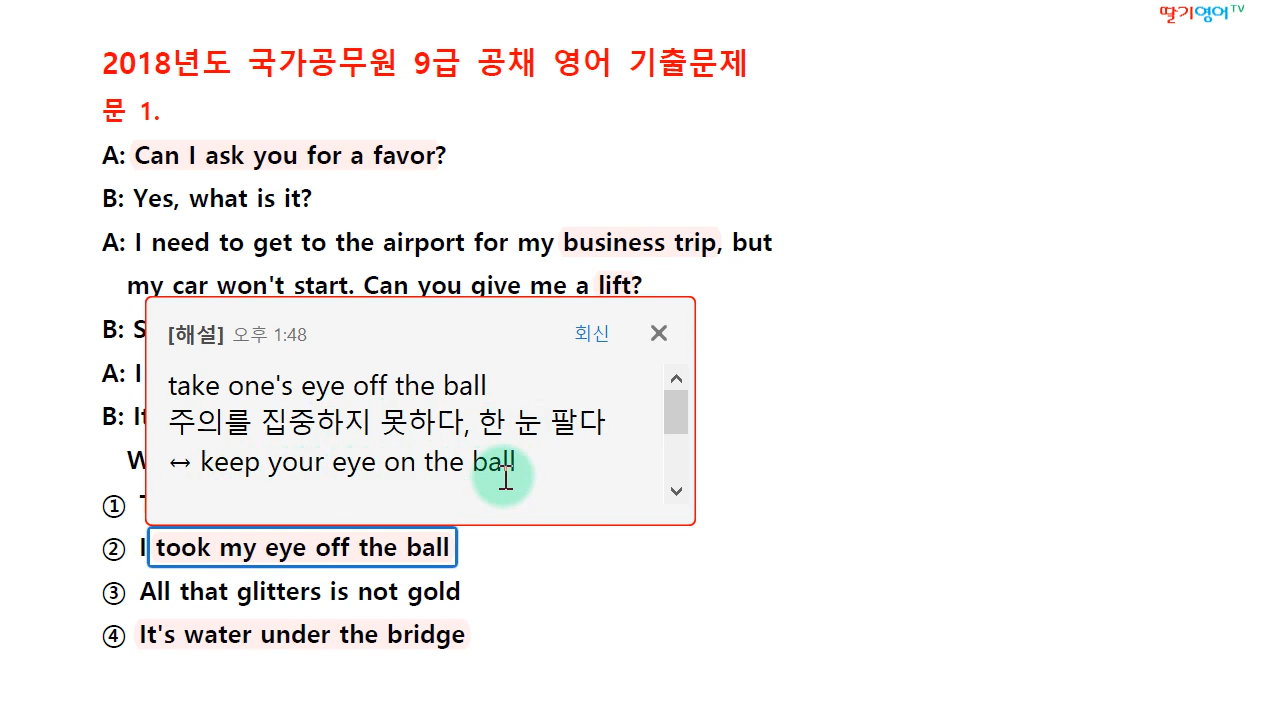 딸기영어TV
2018년도 국가공무원 9급 공채 영어 기출문제
문 1.
A: Can I ask you for a favor?
B: Yes, what is it?
A: I need to get to the airport for my business trip, but
my car won't start. Can you give me a lift?
B: S
A: I
B: It
W
[해설] 오후 1:48 회신
take one's eye off the ball
주의를 집중하지 못하다, 한 눈 팔다
↔ keep your eye on the ball
①
② I took my eye off the ball
③ All that glitters is not gold
④ It's water under the bridge